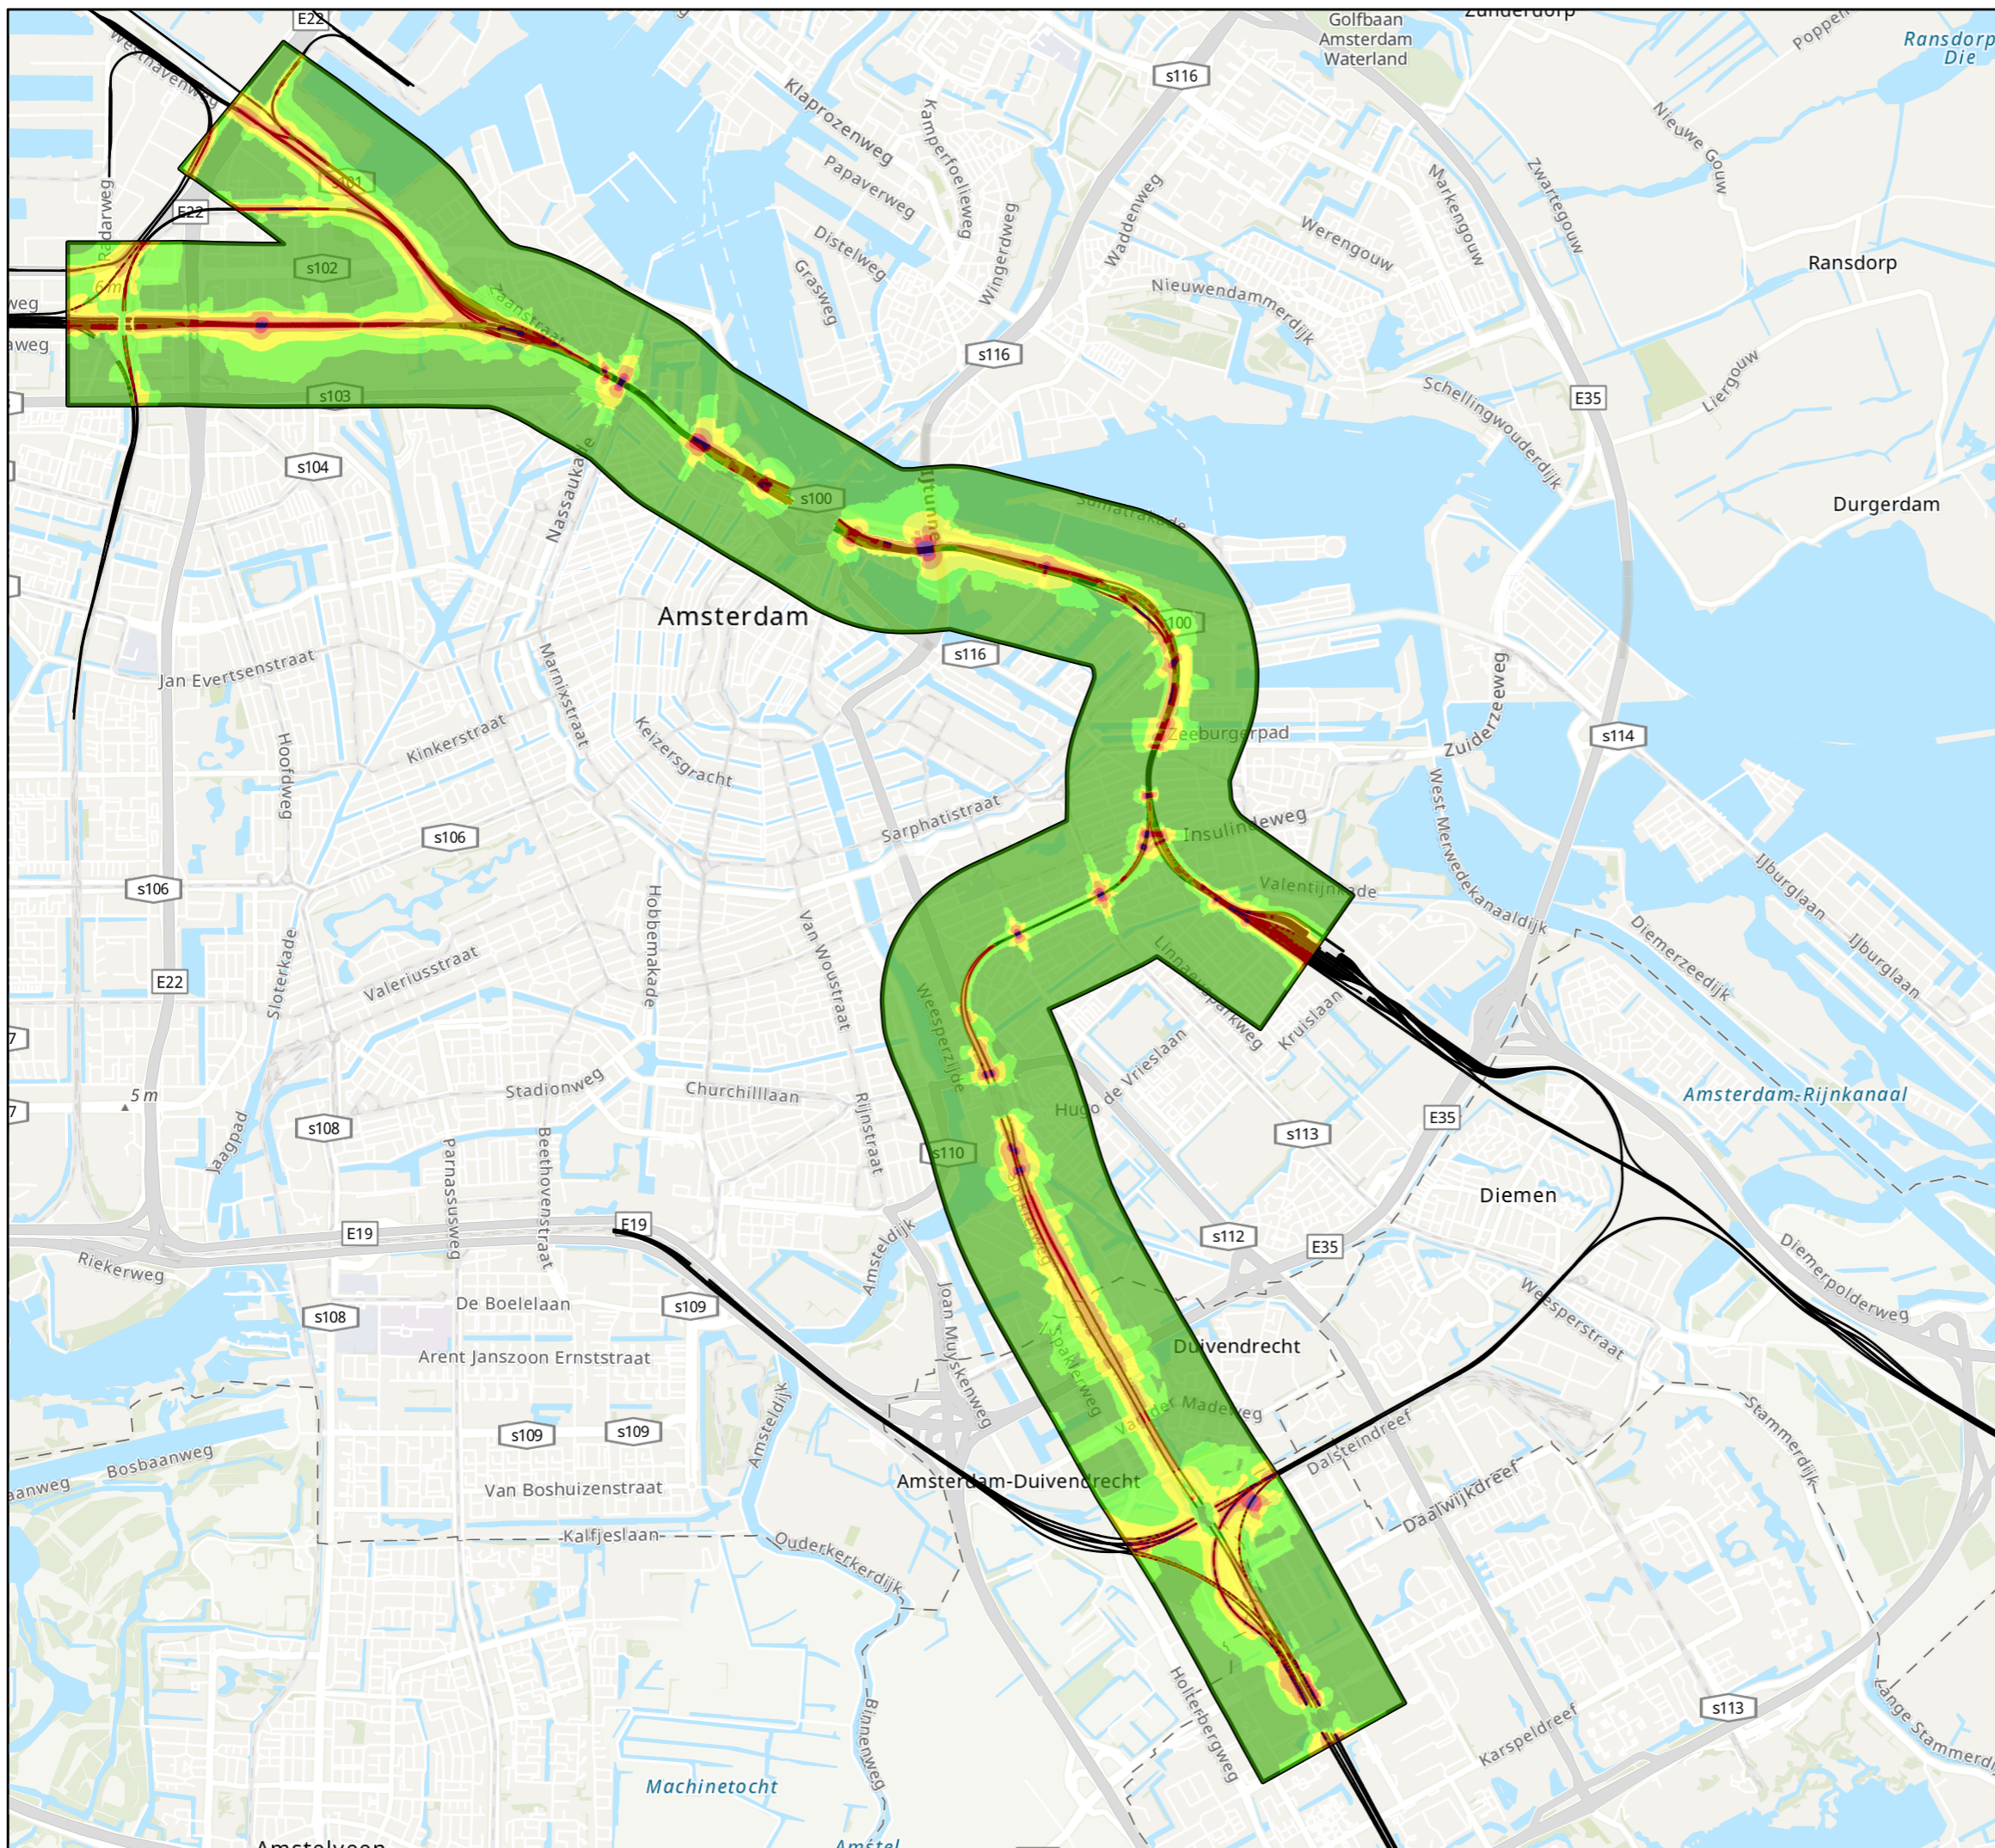 E22
Westhavenweg
Golfbaan
Amsterdam
Waterland
Zunderdorp
Ransdorp
Die
s116
Klaprozenweg
Kamperfoelieweg
Papaverweg
Nieuwe Gouw
Zwartegouw
Markengouw
s101
Waddenweg
Wingerdweg
Werengouw
E22
Radarweg
Distelweg
s102
Grasweg
Ransdorp
6 m
weg
Zaanstraat
Nieuwendammerdijk
s116
Liergouw
s103
E35
Schellingwouderdijk
Nassaukade
s104
s100
IJtunnel
Sumatrakade
Durgerdam
Amsterdam
s100
s116
Jan Evertsenstraat
Marnixstraat
Zuiderzeeweg
Kinkerstraat
Keizersgracht
Zeeburgerpad
s114
Hoofdweg
Sarphatistraat
Insulindeweg
West Merwedekanaaldijk
s106
IJburglaan
s106
Valentijnkade
Hobbemakade
Van Woustraat
Sloterkade
Valeriusstraat
Diemerzeedijk
IJburglaan
E22
Linnaeusparkweg
Kruislaan
Weesperzijde
7
5 m
Stadionweg
Churchilllaan
Hugo de Vrieslaan
Amsterdam-Rijnkanaal
7
Rijnstraat
Jaagpad
s108
E35
s113
Parnassusweg
Beethovenstraat
s110
Spaklerweg
Diemen
E19
E19
s112
E35
Riekerweg
Amsteldijk
Diemerpolderweg
s108
De Boelelaan
s109
Joan Muyskenweg
Weesperstraat
Arent Janszoon Ernststraat
Spaklerweg
Duivendrecht
Amsteldijk
Van der Madeweg
Stammerdijk
s109
s109
Dalsteindreef
Bosbaanweg
Amsterdam-Duivendrecht
Daalwijkdreef
Van Boshuizenstraat
Kalfjeslaan
Ouderkerkerdijk
Holterbergweg
Binnenweg
s113
Karspeldreef
Lange Stammerdijk
Machinetocht
Amstelveen
Amstel